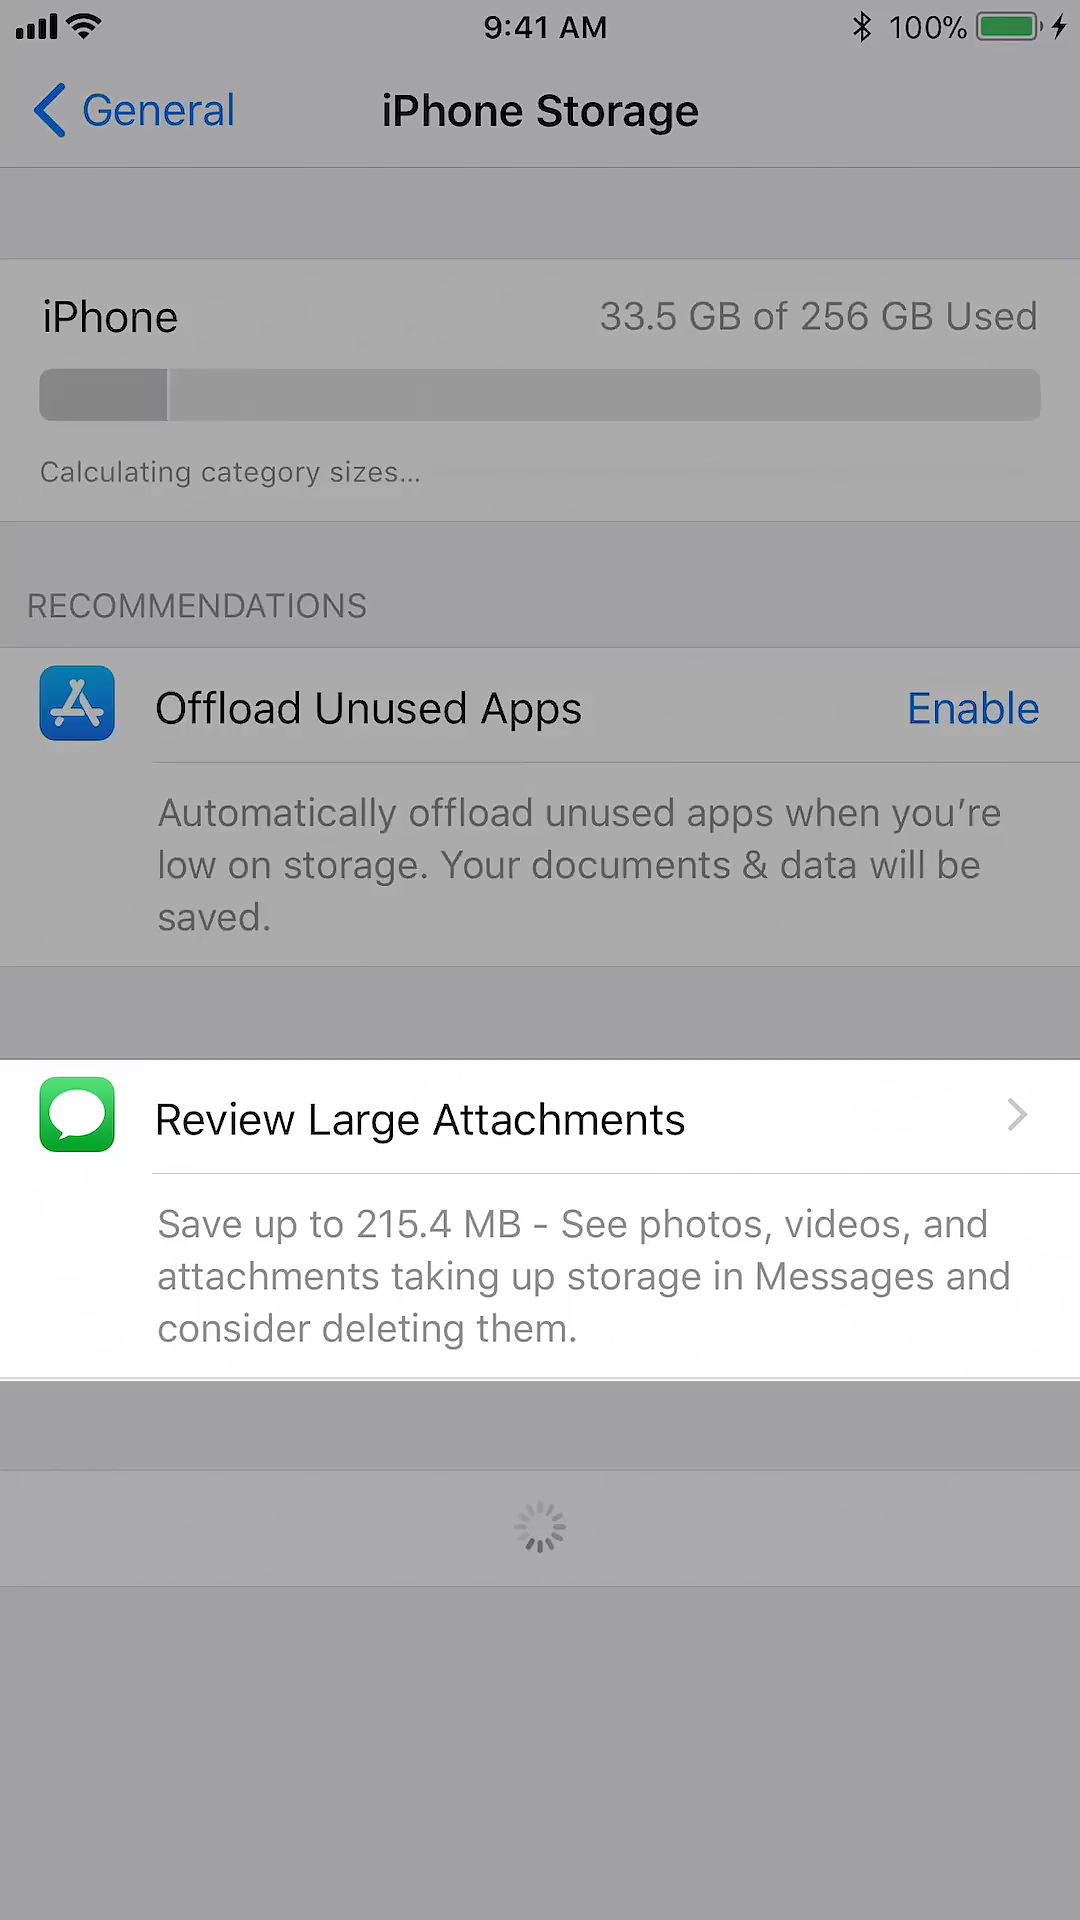 9:41 AM
100%
General
iPhone Storage
iPhone
33.5 GB of 256 GB Used
Calculating category sizes...
RECOMMENDATIONS
Offload Unused Apps
Enable
Automatically offload unused apps when you’re
low on storage. Your documents & data will be
saved.
Review Large Attachments
Save up to 215.4 MB - See photos, videos, and
attachments taking up storage in Messages and
consider deleting them.